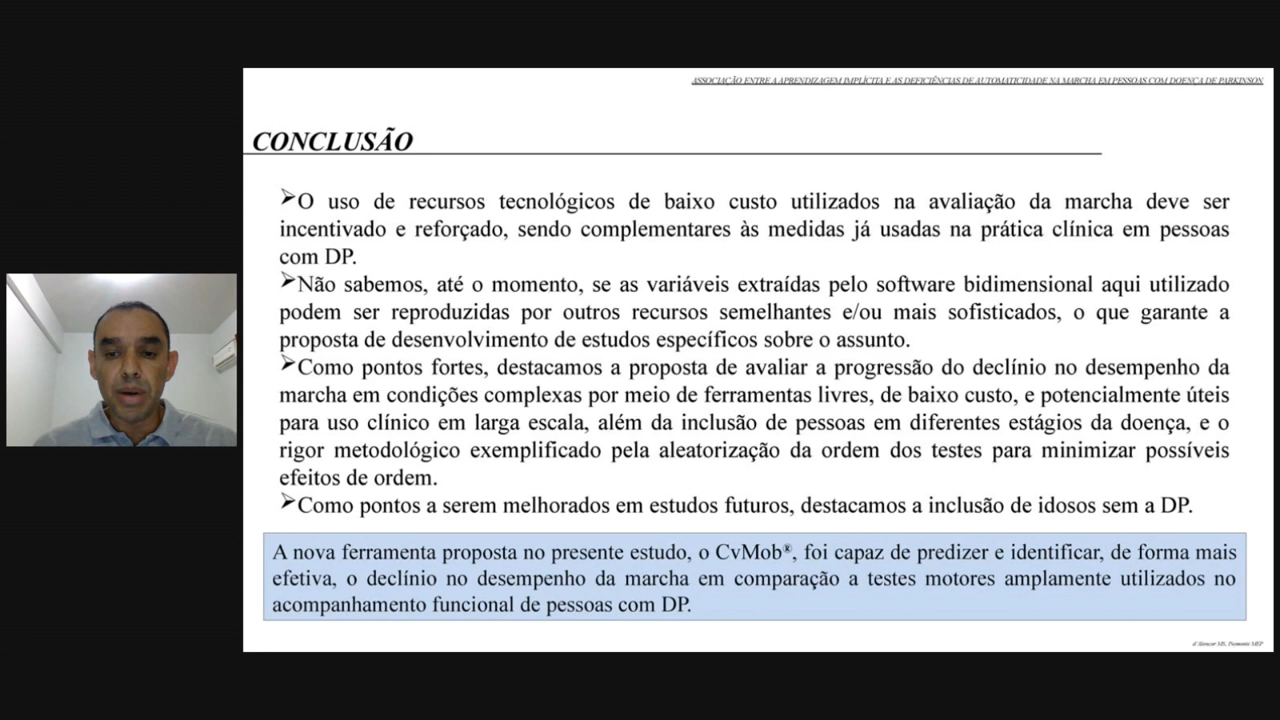 ASSOCIAÇÃO ENTRE A APRENDIZAGEM IMPLÍCITA E AS DEFICIÊNCIAS DE AUTOMATICIDADE NA MARCHA EM PESSOAS COM DOENÇA DE PARKINSON
CONCLUSÃO
➢O uso de recursos tecnológicos de baixo custo utilizados na avaliação da marcha deve ser
incentivado e reforçado, sendo complementares às medidas já usadas na prática clínica em pessoas
com DP.
➢Não sabemos, até o momento, se as variáveis extraídas pelo software bidimensional aqui utilizado
podem ser reproduzidas por outros recursos semelhantes e/ou mais sofisticados, o que garante a
proposta de desenvolvimento de estudos específicos sobre o assunto.
➢Como pontos fortes, destacamos a proposta de avaliar a progressão do declínio no desempenho da
marcha em condições complexas por meio de ferramentas livres, de baixo custo, e potencialmente úteis
para uso clínico em larga escala, além da inclusão de pessoas em diferentes estágios da doença, e o
rigor metodológico exemplificado pela aleatorização da ordem dos testes para minimizar possíveis
efeitos de ordem.
➢Como pontos a serem melhorados em estudos futuros, destacamos a inclusão de idosos sem a DP.
A nova ferramenta proposta no presente estudo, o CvMob®, foi capaz de predizer e identificar, de forma mais
efetiva, o declínio no desempenho da marcha em comparação a testes motores amplamente utilizados no
acompanhamento funcional de pessoas com DP.
d'Alencar MS, Piemonte MEP